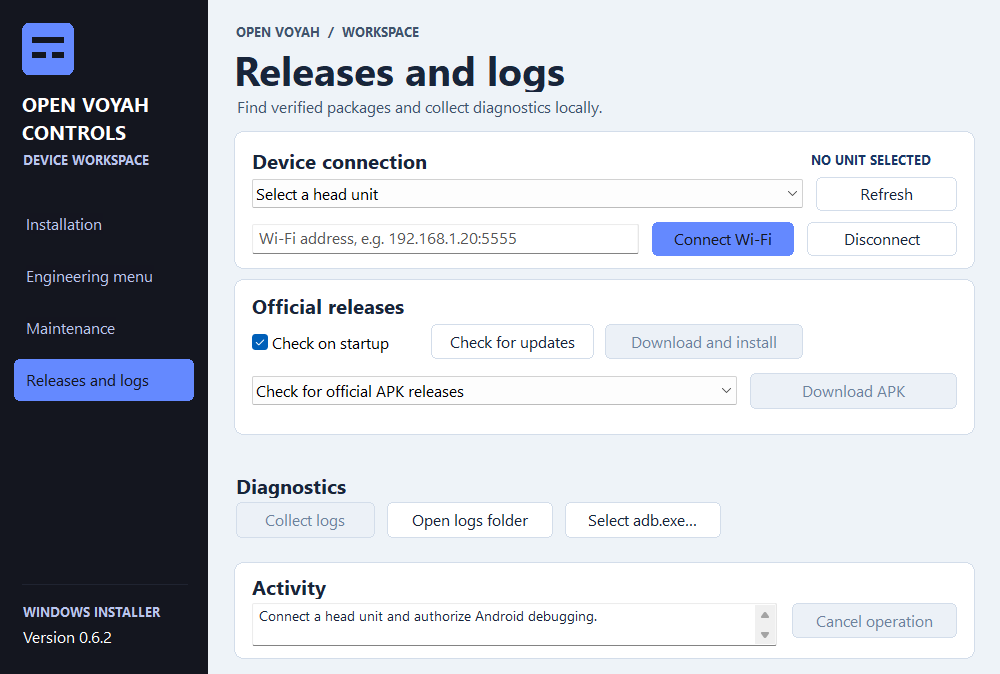 OPEN VOYAH
CONTROLS
DEVICE WORKSPACE
Installation
Engineering menu
Maintenance
Releases and logs
WINDOWS INSTALLER
Version 0.6.2
OPEN VOYAH / WORKSPACE
Releases and logs
Find verified packages and collect diagnostics locally.
Device connection
NO UNIT SELECTED
Select a head unit
Refresh
Wi-Fi address, e.g. 192.168.1.20:5555
Connect Wi-Fi
Disconnect
Official releases
Check on startup
Check for updates
Download and install
Check for official APK releases
Download APK
Diagnostics
Collect logs
Open logs folder
Select adb.exe...
Activity
Connect a head unit and authorize Android debugging.
Cancel operation